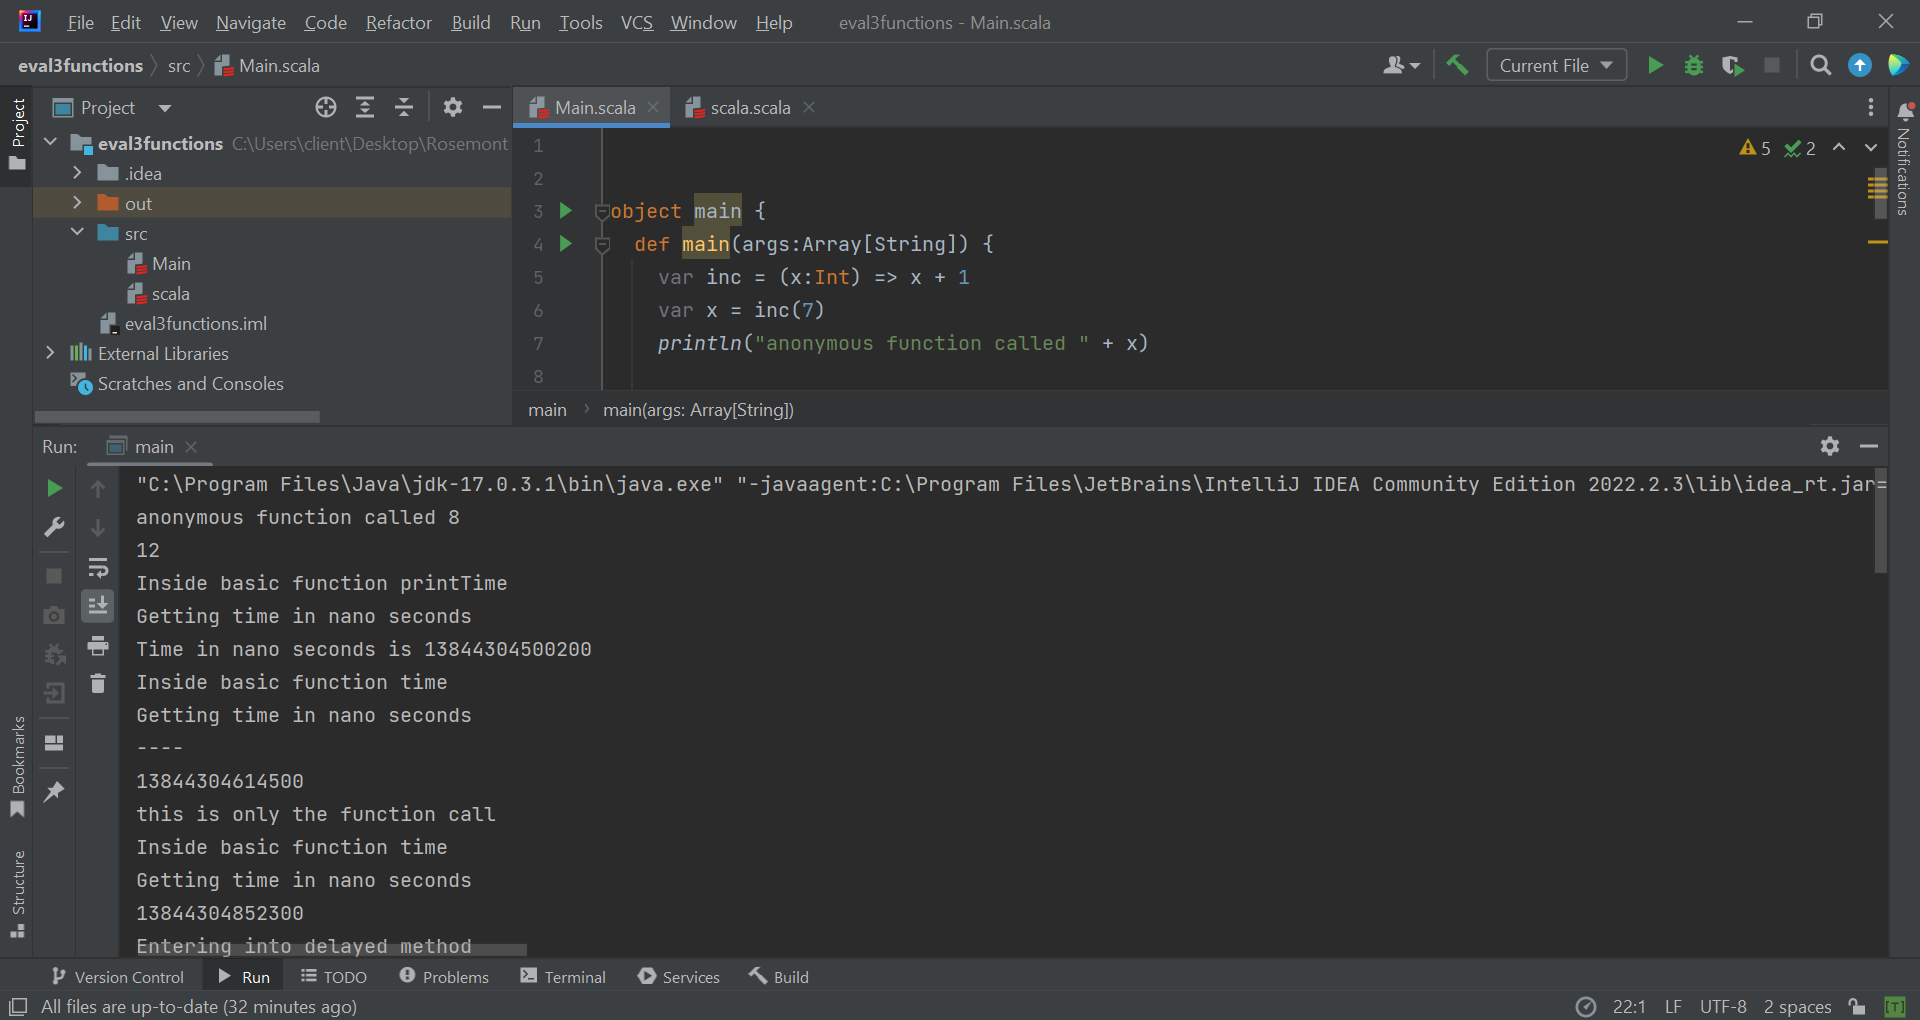 File Edit View Navigate Code Refactor Build Run Tools VCS Window Help eval3functions - Main.scala
eval3functions src Main.scala Current File
Project
Project
eval3functions C:\Users\client\Desktop\Rosemont
.idea
out
src
Main
scala
eval3functions.iml
External Libraries
Scratches and Consoles
Main.scala scala.scala
5 2
1
2
3 object main {
4 def main(args:Array[String]) {
5 var inc = (x:Int) => x + 1
6 var x = inc(7)
7 println("anonymous function called " + x)
8
main main(args: Array[String])
Notifications
Run: main
"C:\Program Files\Java\jdk-17.0.3.1\bin\java.exe" "-javaagent:C:\Program Files\JetBrains\IntelliJ IDEA Community Edition 2022.2.3\lib\idea_rt.jar=
anonymous function called 8
12
Inside basic function printTime
Getting time in nano seconds
Time in nano seconds is 13844304500200
Inside basic function time
Getting time in nano seconds
----
13844304614500
this is only the function call
Inside basic function time
Getting time in nano seconds
13844304852300
Entering into delayed method
Bookmarks
Structure
Version Control Run TODO Problems Terminal Services Build
All files are up-to-date (32 minutes ago) 22:1 LF UTF-8 2 spaces [T]